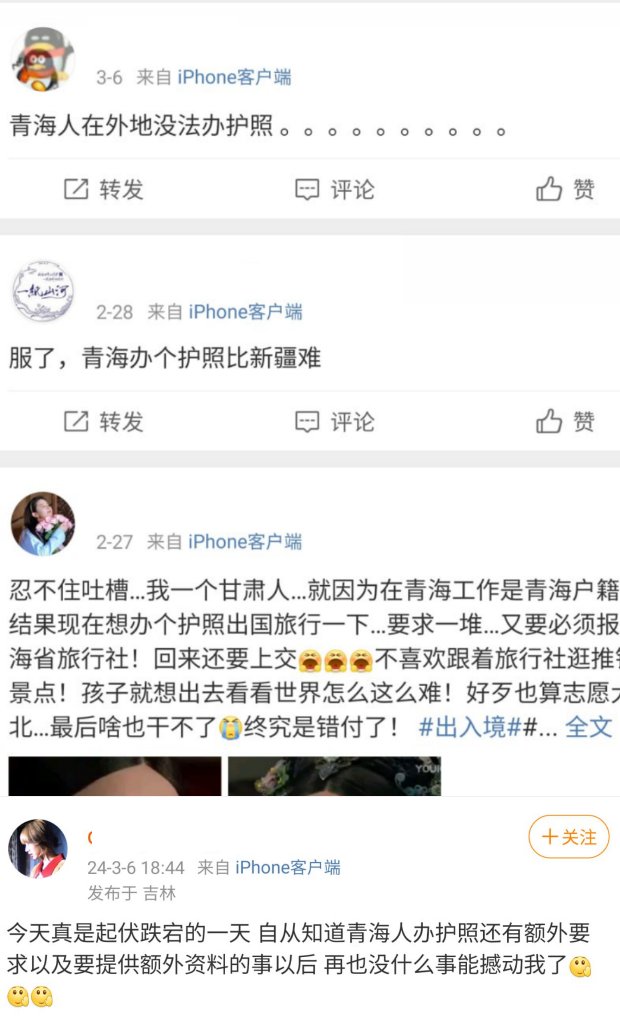 3-6 来自 iPhone客户端
青海人在外地没法办护照。。。。。。。。。。
转发 评论 赞
2-28 来自 iPhone客户端
服了，青海办个护照比新疆难
转发 评论 赞
2-27 来自 iPhone客户端
忍不住吐槽...我一个甘肃人...就因为在青海工作是青海户籍
结果现在想办个护照出国旅行一下...要求一堆...又要必须报
海省旅行社！回来还要上交不喜欢跟着旅行社逛推销
景点！孩子就想出去看看世界怎么这么难！好歹也算志愿大
北...最后啥也干不了终究是错付了！ #出入境##... 全文
YOUK
+关注
24-3-6 18:44 来自 iPhone客户端
发布于 吉林
今天真是起伏跌宕的一天 自从知道青海人办护照还有额外要
求以及要提供额外资料的事以后 再也没什么事能撼动我了